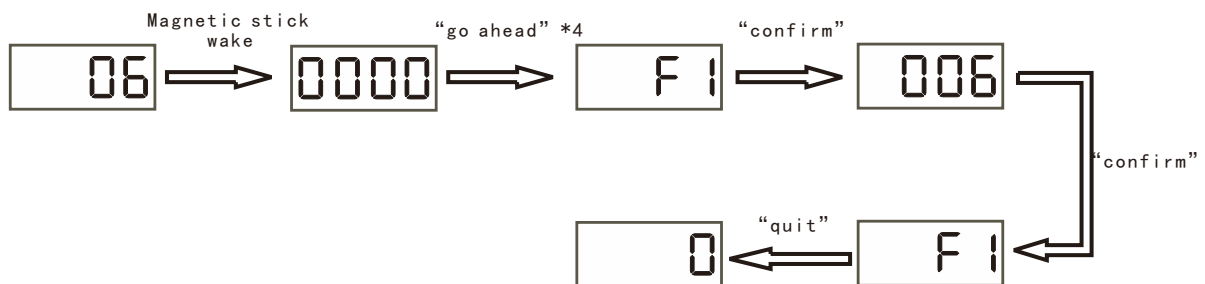 Magnetic stick
wake
“go ahead” *4
“confirm”
06
0000
F1
006
“confirm”
“quit”
0
F1